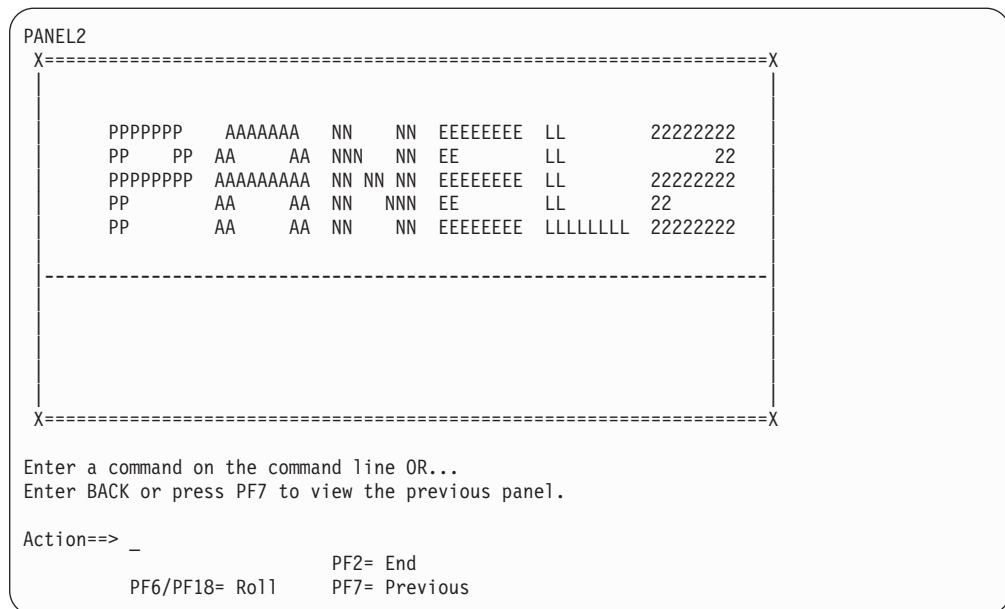 PANEL2
X====================================================================X
PPPPPPP    AAAAAAA   NN    NN  EEEEEEEE  LL        22222222
PP    PP  AA     AA  NNN   NN  EE        LL              22
PPPPPPPP  AAAAAAAAA  NN NN NN  EEEEEEEE  LL        22222222
PP        AA     AA  NN   NNN  EE        LL        22
PP        AA     AA  NN    NN  EEEEEEEE  LLLLLLLL  22222222
--------------------------------------------------------------------
X====================================================================X
Enter a command on the command line OR...
Enter BACK or press PF7 to view the previous panel.
Action==> _
PF2= End
PF6/PF18= Roll     PF7= Previous